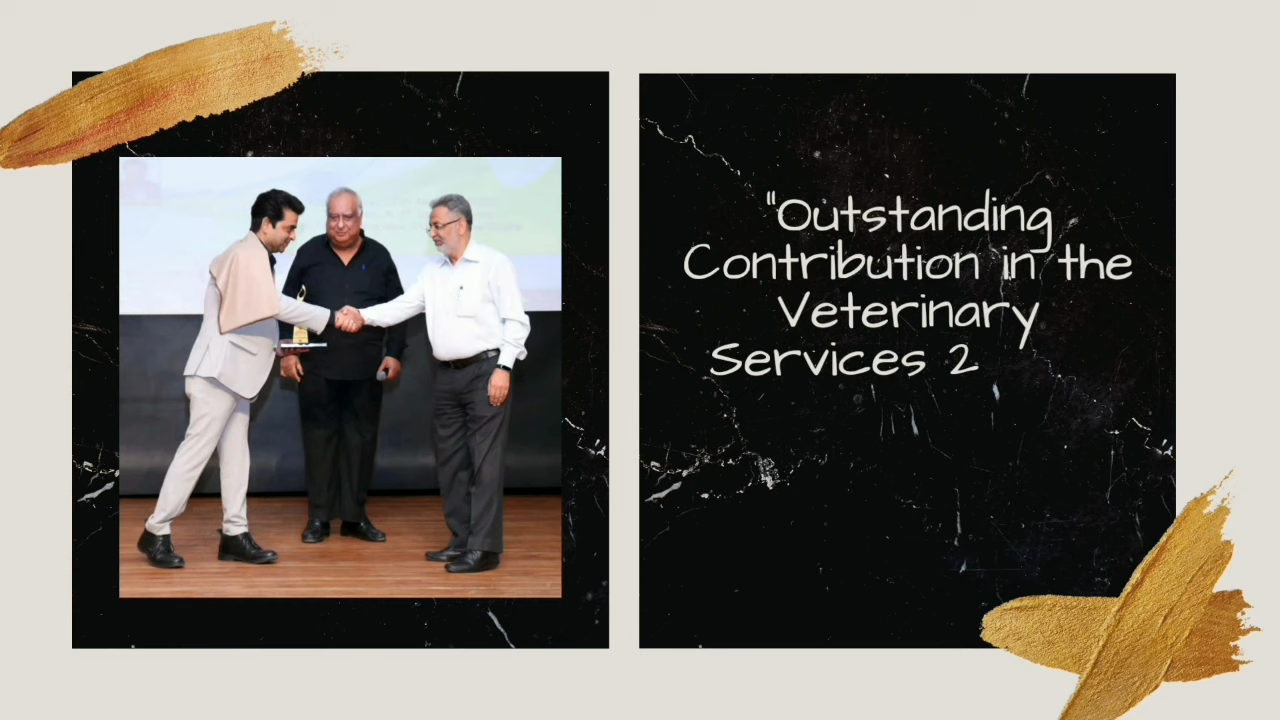 "Outstanding
Contribution in the
Veterinary
Services 2